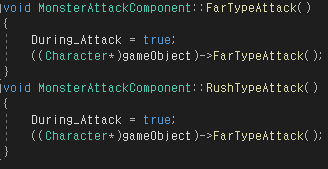 void MonsterAttackComponent::FarTypeAttack()
{
During_Attack = true;
((Character*)gameObject)->FarTypeAttack();
}
void MonsterAttackComponent::RushTypeAttack()
{
During_Attack = true;
((Character*)gameObject)->FarTypeAttack();
}